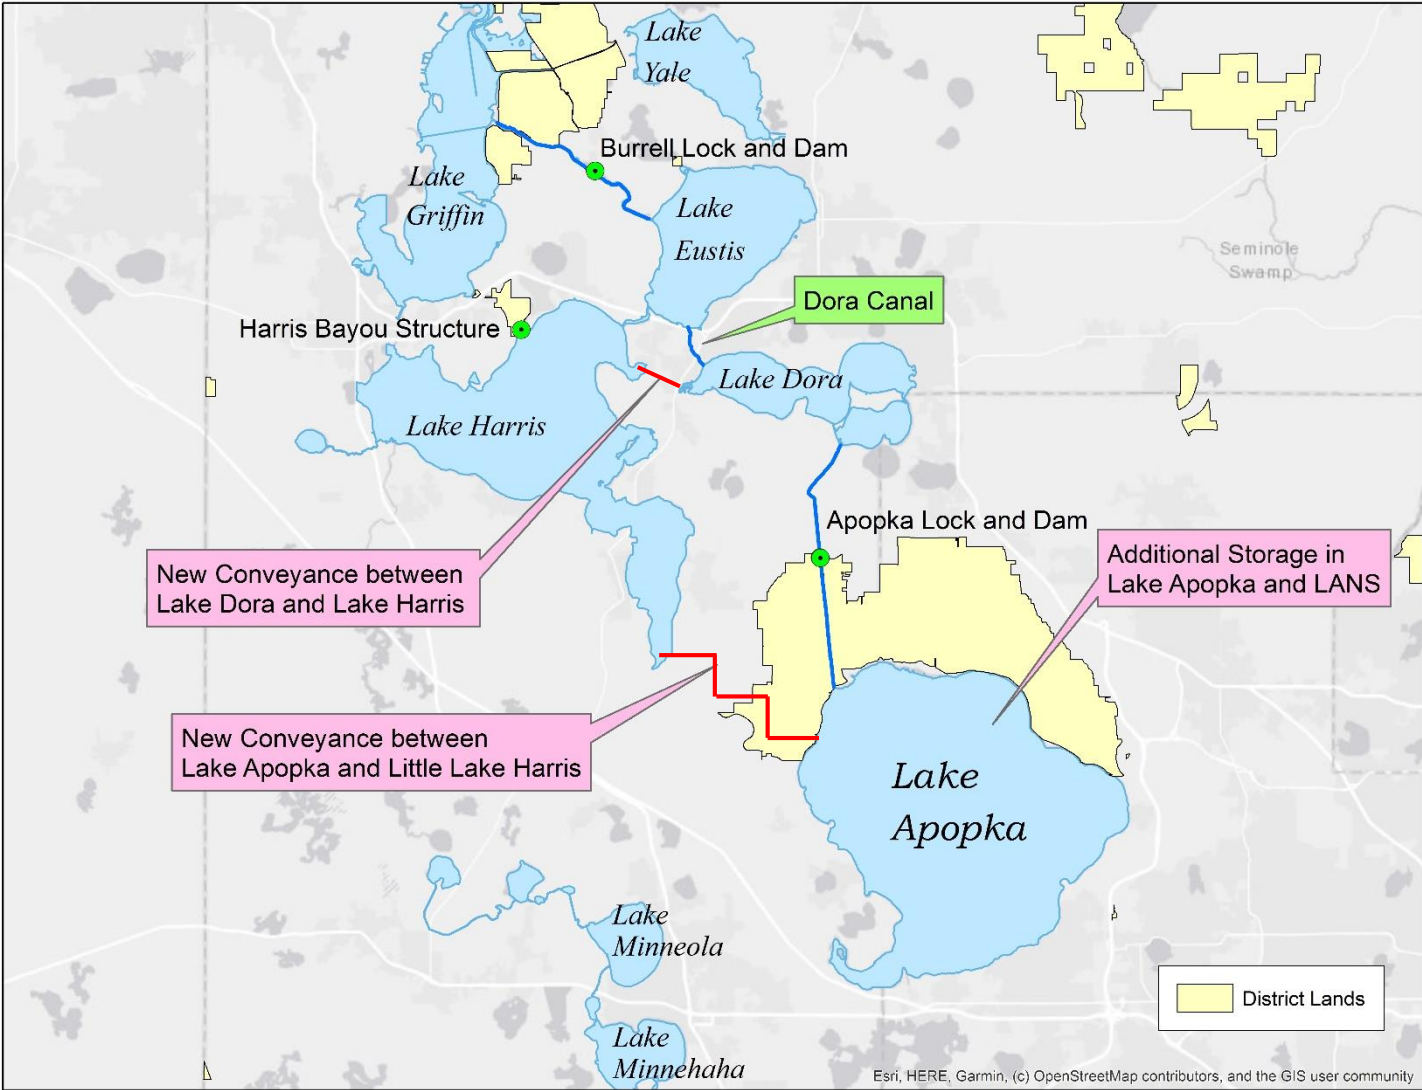 Lake
Yale
Burrell Lock and Dam
Lake
Griffin
Lake
Eustis
Seminole
Swamp
Dora Canal
Harris Bayou Structure
Lake Dora
Lake Harris
Apopka Lock and Dam
Additional Storage in
Lake Apopka and LANS
New Conveyance between
Lake Dora and Lake Harris
New Conveyance between
Lake Apopka and Little Lake Harris
Lake
Apopka
Lake
Minneola
District Lands
Lake
Minnehaha
Esri, HERE, Garmin, (c) OpenStreetMap contributors, and the GIS user community